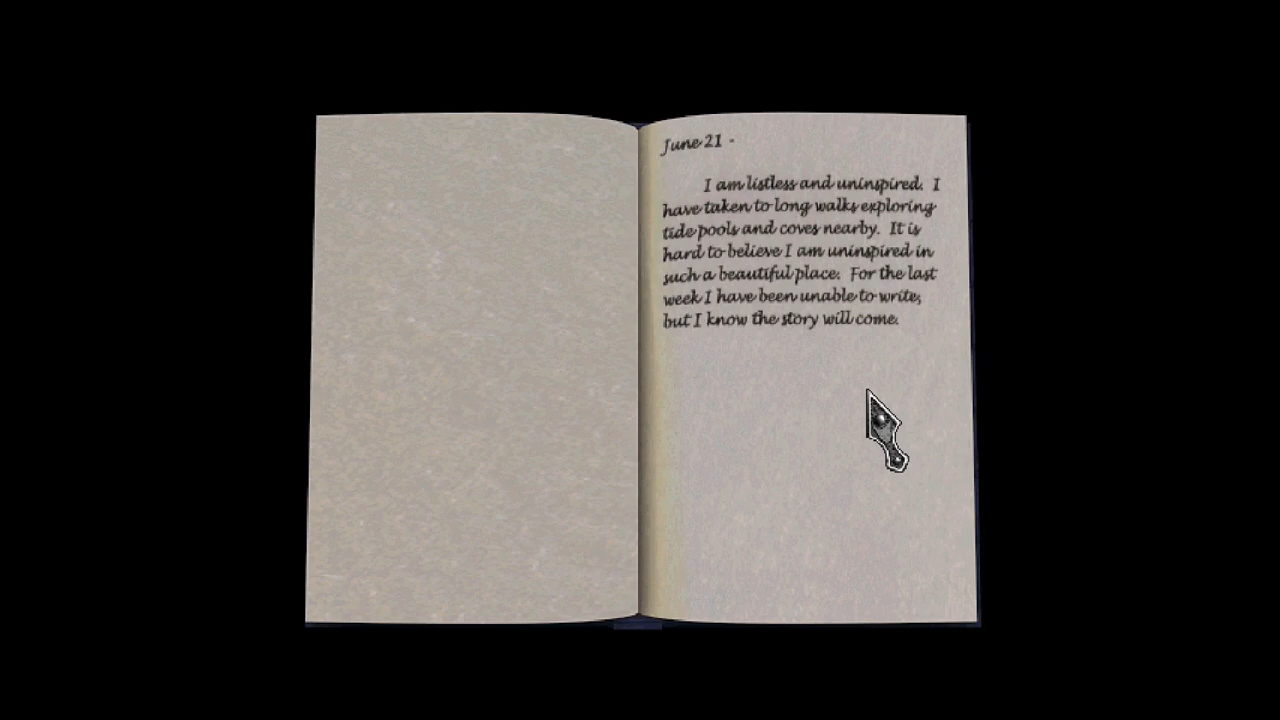 June 21 -
I am listless and uninspired. I
have taken to long walks exploring
tide pools and coves nearby. It is
hard to believe I am uninspired in
such a beautiful place. For the last
week I have been unable to write,
but I know the story will come.